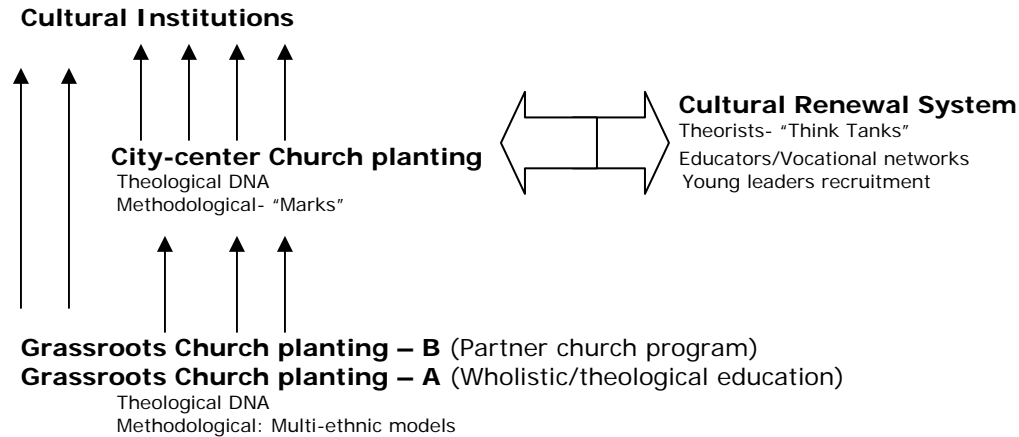 Cultural Institutions
Cultural Renewal System
Theorists- “Think Tanks”
Educators/Vocational networks
Young leaders recruitment
City-center Church planting
Theological DNA
Methodological- “Marks”
Grassroots Church planting – B (Partner church program)
Grassroots Church planting – A (Wholistic/theological education)
Theological DNA
Methodological: Multi-ethnic models